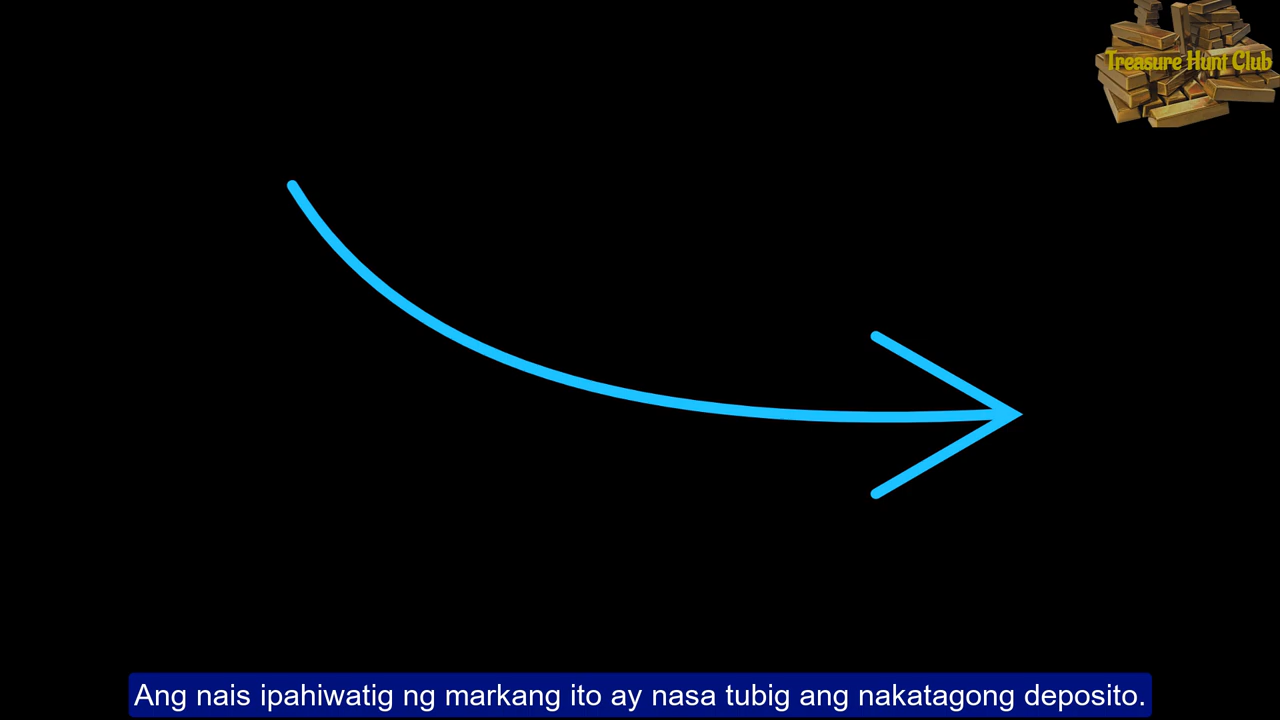 Treasure Hunt Club
Ang nais ipahiwatig ng markang ito ay nasa tubig ang nakatagong deposito.